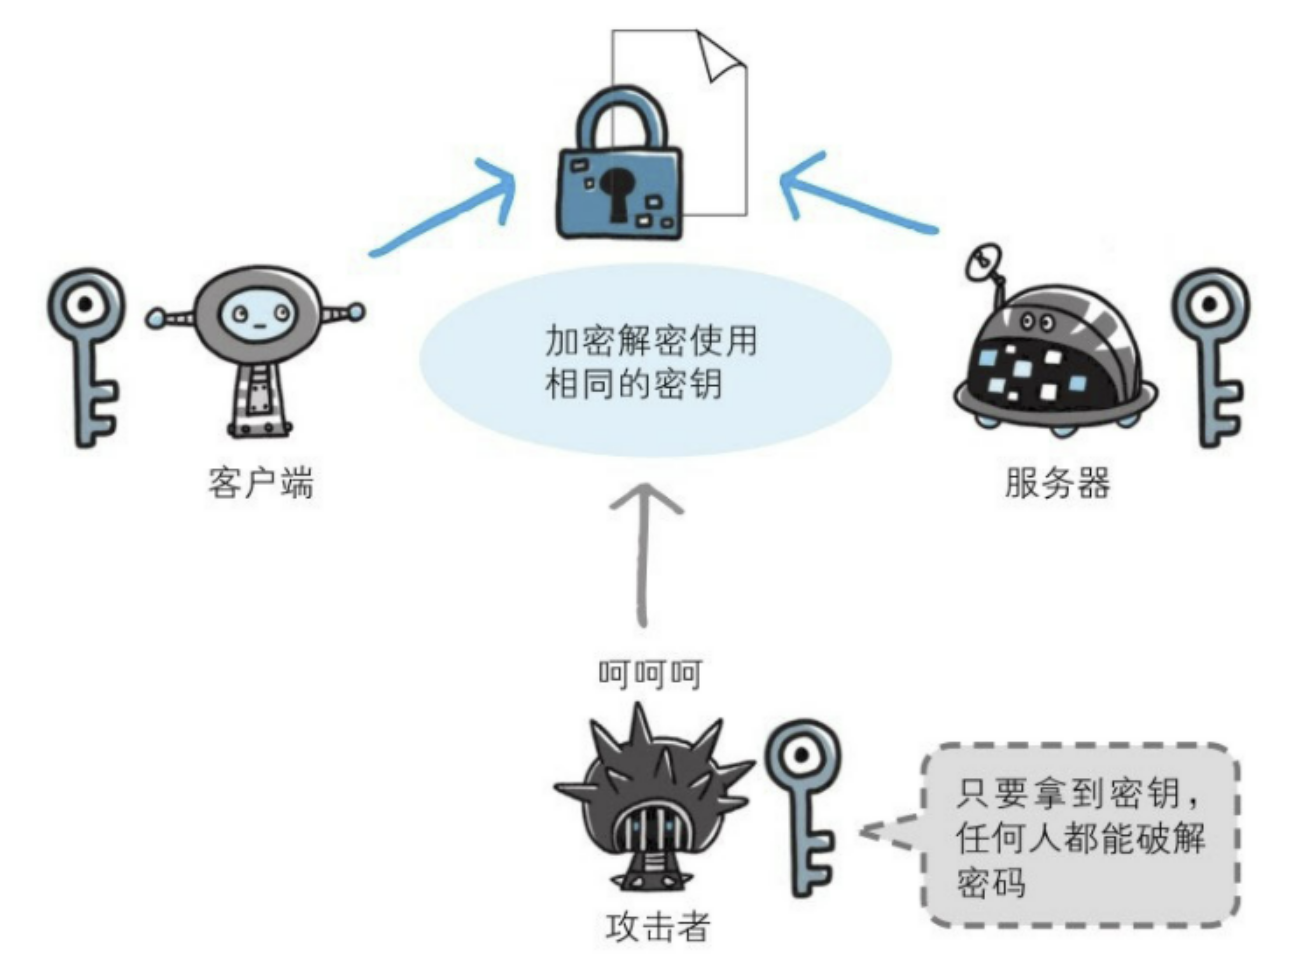 加密解密使用
相同的密钥
客户端
服务器
呵呵呵
只要拿到密钥，
任何人都能破解
密码
攻击者